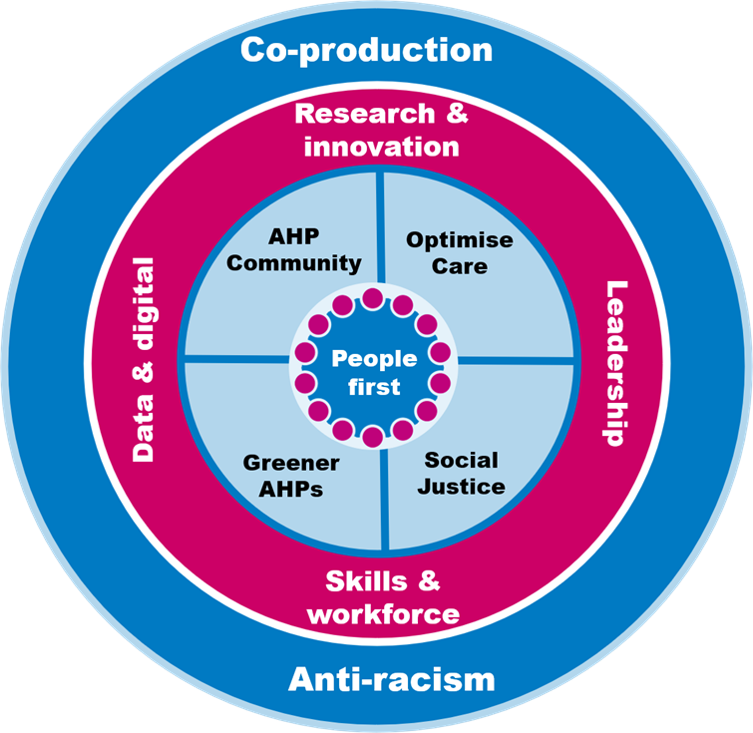 Co-production
Research &
innovation
AHP
Community
Optimise
Care
Data & digital
People
first
Leadership
Greener
AHPs
Social
Justice
Skills &
workforce
Anti-racism